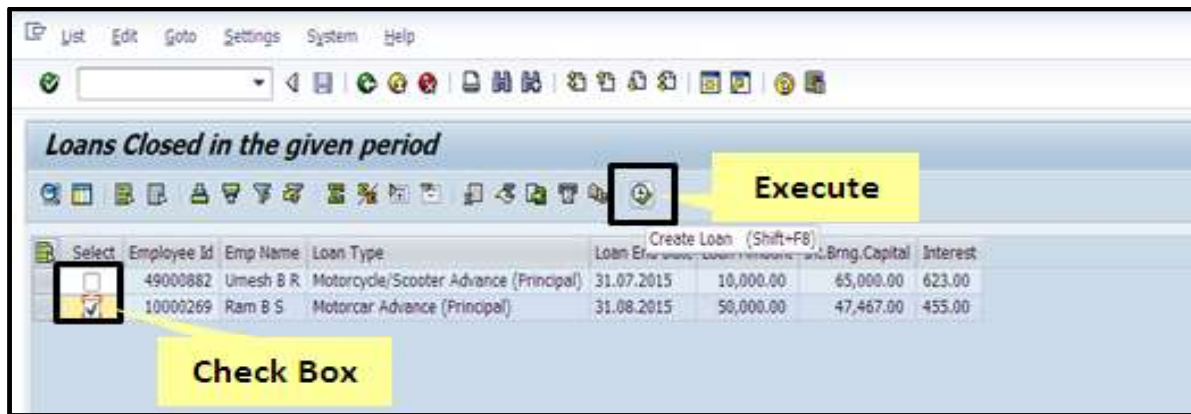 List Edit Goto Settings System Help
Loans Closed in the given period
Execute
Create Loan (Shift+F8)
Select Employee Id Emp Name Loan Type Loan End Date Loan Amount Int.Brng.Capital Interest
49000882 Umesh B R Motorcycle/Scooter Advance (Principal) 31.07.2015 10,000.00 65,000.00 623.00
10000269 Ram B S Motorcar Advance (Principal) 31.08.2015 50,000.00 47,467.00 455.00
Check Box